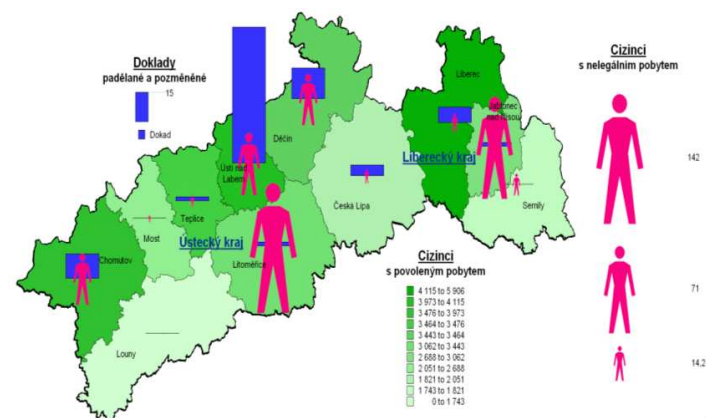 Doklady
padělané a pozměněné
15
Dokad
Cizinci
s nelegálním pobytem
142
71
14,2
Liberec
Jablonec
nad Nisou
Liberecký kraj
Semily
Děčín
Ústí nad
Labem
Česká Lípa
Teplice
Most
Ústecký kraj
Litoměřice
Chomutov
Louny
Cizinci
s povoleným pobytem
4 115 to 5 906
3 973 to 4 115
3 476 to 3 973
3 464 to 3 476
3 443 to 3 464
3 062 to 3 443
2 688 to 3 062
2 051 to 2 688
1 821 to 2 051
1 743 to 1 821
0 to 1 743